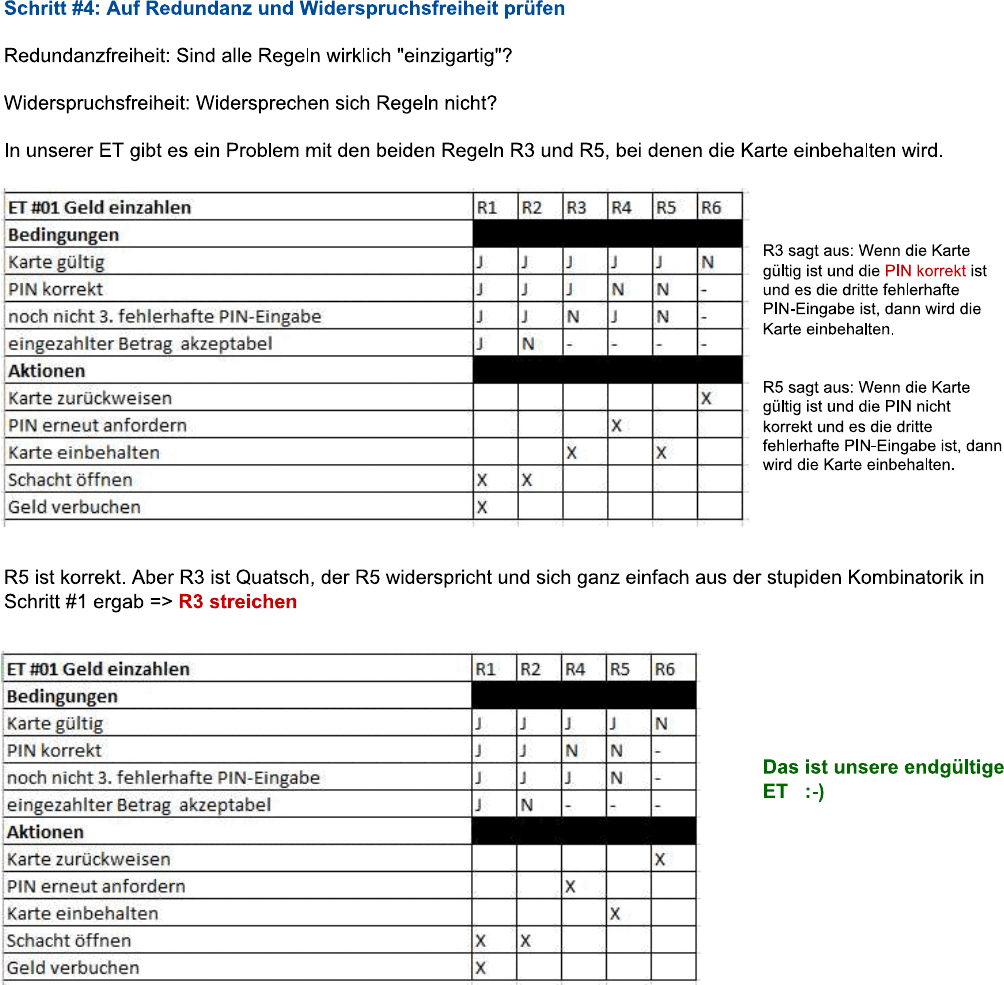 Schritt #4: Auf Redundanz und Widerspruchsfreiheit prüfen
Redundanzfreiheit: Sind alle Regeln wirklich "einzigartig"?
Widerspruchsfreiheit: Widersprechen sich Regeln nicht?
In unserer ET gibt es ein Problem mit den beiden Regeln R3 und R5, bei denen die Karte einbehalten wird.
ET #01 Geld einzahlen R1 R2 R3 R4 R5 R6
Bedingungen
Karte gültig J J J J J N
PIN korrekt J J J N N -
noch nicht 3. fehlerhafte PIN-Eingabe J J N J N -
eingezahlter Betrag akzeptabel J N - - - -
Aktionen
Karte zurückweisen X
PIN erneut anfordern X
Karte einbehalten X X
Schacht öffnen X X
Geld verbuchen X
R3 sagt aus: Wenn die Karte
gültig ist und die PIN korrekt ist
und es die dritte fehlerhafte
PIN-Eingabe ist, dann wird die
Karte einbehalten.
R5 sagt aus: Wenn die Karte
gültig ist und die PIN nicht
korrekt und es die dritte
fehlerhafte PIN-Eingabe ist, dann
wird die Karte einbehalten.
R5 ist korrekt. Aber R3 ist Quatsch, der R5 widerspricht und sich ganz einfach aus der stupiden Kombinatorik in
Schritt #1 ergab => R3 streichen
ET #01 Geld einzahlen R1 R2 R4 R5 R6
Bedingungen
Karte gültig J J J J N
PIN korrekt J J N N -
noch nicht 3. fehlerhafte PIN-Eingabe J J J N -
eingezahlter Betrag akzeptabel J N - - -
Aktionen
Karte zurückweisen X
PIN erneut anfordern X
Karte einbehalten X
Schacht öffnen X X
Geld verbuchen X
Das ist unsere endgültige
ET :-)